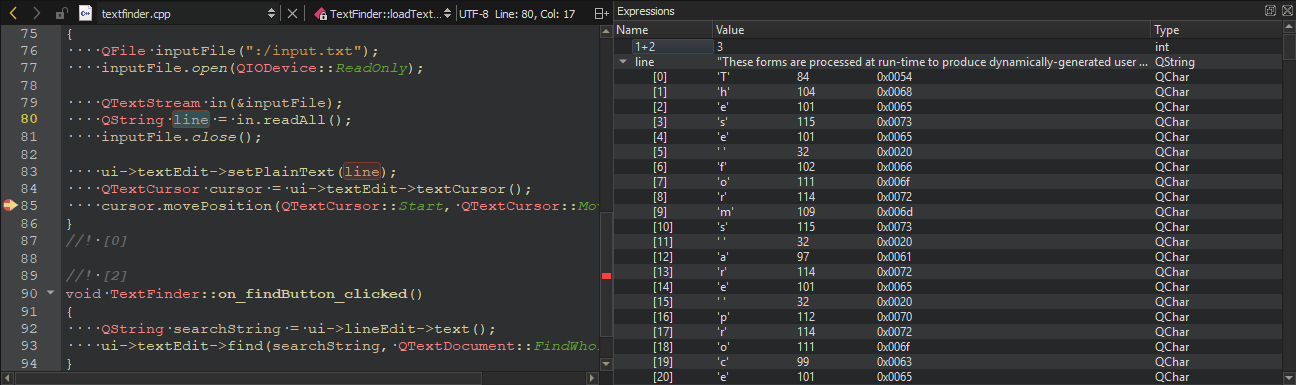 textfinder.cpp TextFinder::loadText... UTF-8 Line: 80, Col: 17
75 {
76 ····QFile·inputFile(":/input.txt");
77 ····inputFile.open(QIODevice::ReadOnly);
78
79 ····QTextStream·in(&inputFile);
80 ····QString·line·=·in.readAll();
81 ····inputFile.close();
82
83 ····ui->textEdit->setPlainText(line);
84 ····QTextCursor·cursor·=·ui->textEdit->textCursor();
85 ····cursor.movePosition(QTextCursor::Start,·QTextCursor::Mo
86 }
87 //!·[0]
88
89 //!·[2]
90 void·TextFinder::on_findButton_clicked()
91 {
92 ····QString·searchString·=·ui->lineEdit->text();
93 ····ui->textEdit->find(searchString,·QTextDocument::FindWho
94 }
Expressions
Name Value Type
1+2 3 int
line "These forms are processed at run-time to produce dynamically-generated user ... QString
[0] 'T' 84 0x0054 QChar
[1] 'h' 104 0x0068 QChar
[2] 'e' 101 0x0065 QChar
[3] 's' 115 0x0073 QChar
[4] 'e' 101 0x0065 QChar
[5] ' ' 32 0x0020 QChar
[6] 'f' 102 0x0066 QChar
[7] 'o' 111 0x006f QChar
[8] 'r' 114 0x0072 QChar
[9] 'm' 109 0x006d QChar
[10] 's' 115 0x0073 QChar
[11] ' ' 32 0x0020 QChar
[12] 'a' 97 0x0061 QChar
[13] 'r' 114 0x0072 QChar
[14] 'e' 101 0x0065 QChar
[15] ' ' 32 0x0020 QChar
[16] 'p' 112 0x0070 QChar
[17] 'r' 114 0x0072 QChar
[18] 'o' 111 0x006f QChar
[19] 'c' 99 0x0063 QChar
[20] 'e' 101 0x0065 QChar